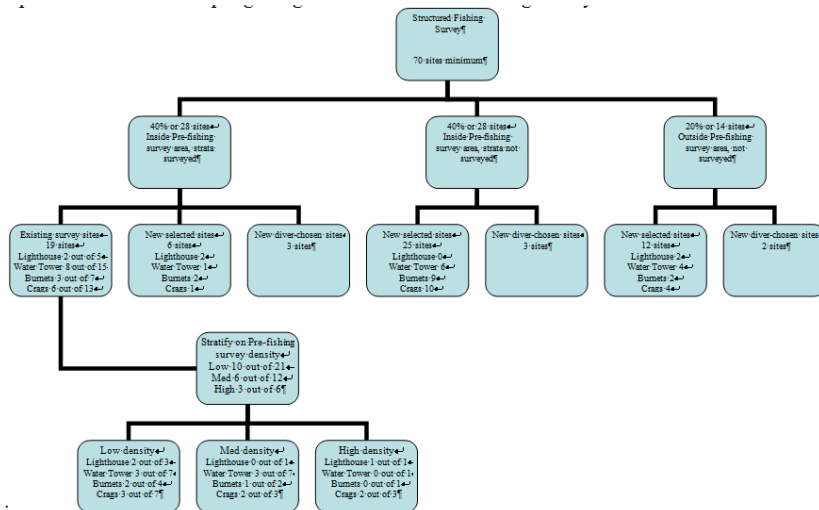 Structured Fishing
Survey¶
70 sites minimum¶
40% or 28 sites↵
Inside Pre-fishing
survey area, strata
surveyed¶
40% or 28 sites↵
Inside Pre-fishing
survey area, strata not
surveyed¶
20% or 14 sites↵
Outside Pre-fishing
survey area, not
surveyed¶
Existing survey sites↵
19 sites↵
Lighthouse 2 out of 5↵
Water Tower 8 out of 15
Burnets 3 out of 7↵
Crags 6 out of 13↵
New selected sites↵
6 sites↵
Lighthouse 2↵
Water Tower 1↵
Burnets 2↵
Crags 1↵
New diver-chosen sites↵
3 sites¶
New selected sites↵
25 sites↵
Lighthouse 0↵
Water Tower 6↵
Burnets 9↵
Crags 10↵
New diver-chosen sites↵
3 sites¶
New selected sites↵
12 sites↵
Lighthouse 2↵
Water Tower 4↵
Burnets 2↵
Crags 4↵
New diver-chosen sites↵
2 sites¶
Stratify on Pre-fishing
survey density↵
Low 10 out of 21↵
Med 6 out of 12↵
High 3 out of 6¶
Low density↵
Lighthouse 2 out of 3↵
Water Tower 3 out of 7↵
Burnets 2 out of 4↵
Crags 3 out of 7¶
Med density↵
Lighthouse 0 out of 1↵
Water Tower 3 out of 7↵
Burnets 1 out of 2↵
Crags 2 out of 3¶
High density↵
Lighthouse 1 out of 1↵
Water Tower 0 out of 1↵
Burnets 0 out of 1↵
Crags 2 out of 3¶